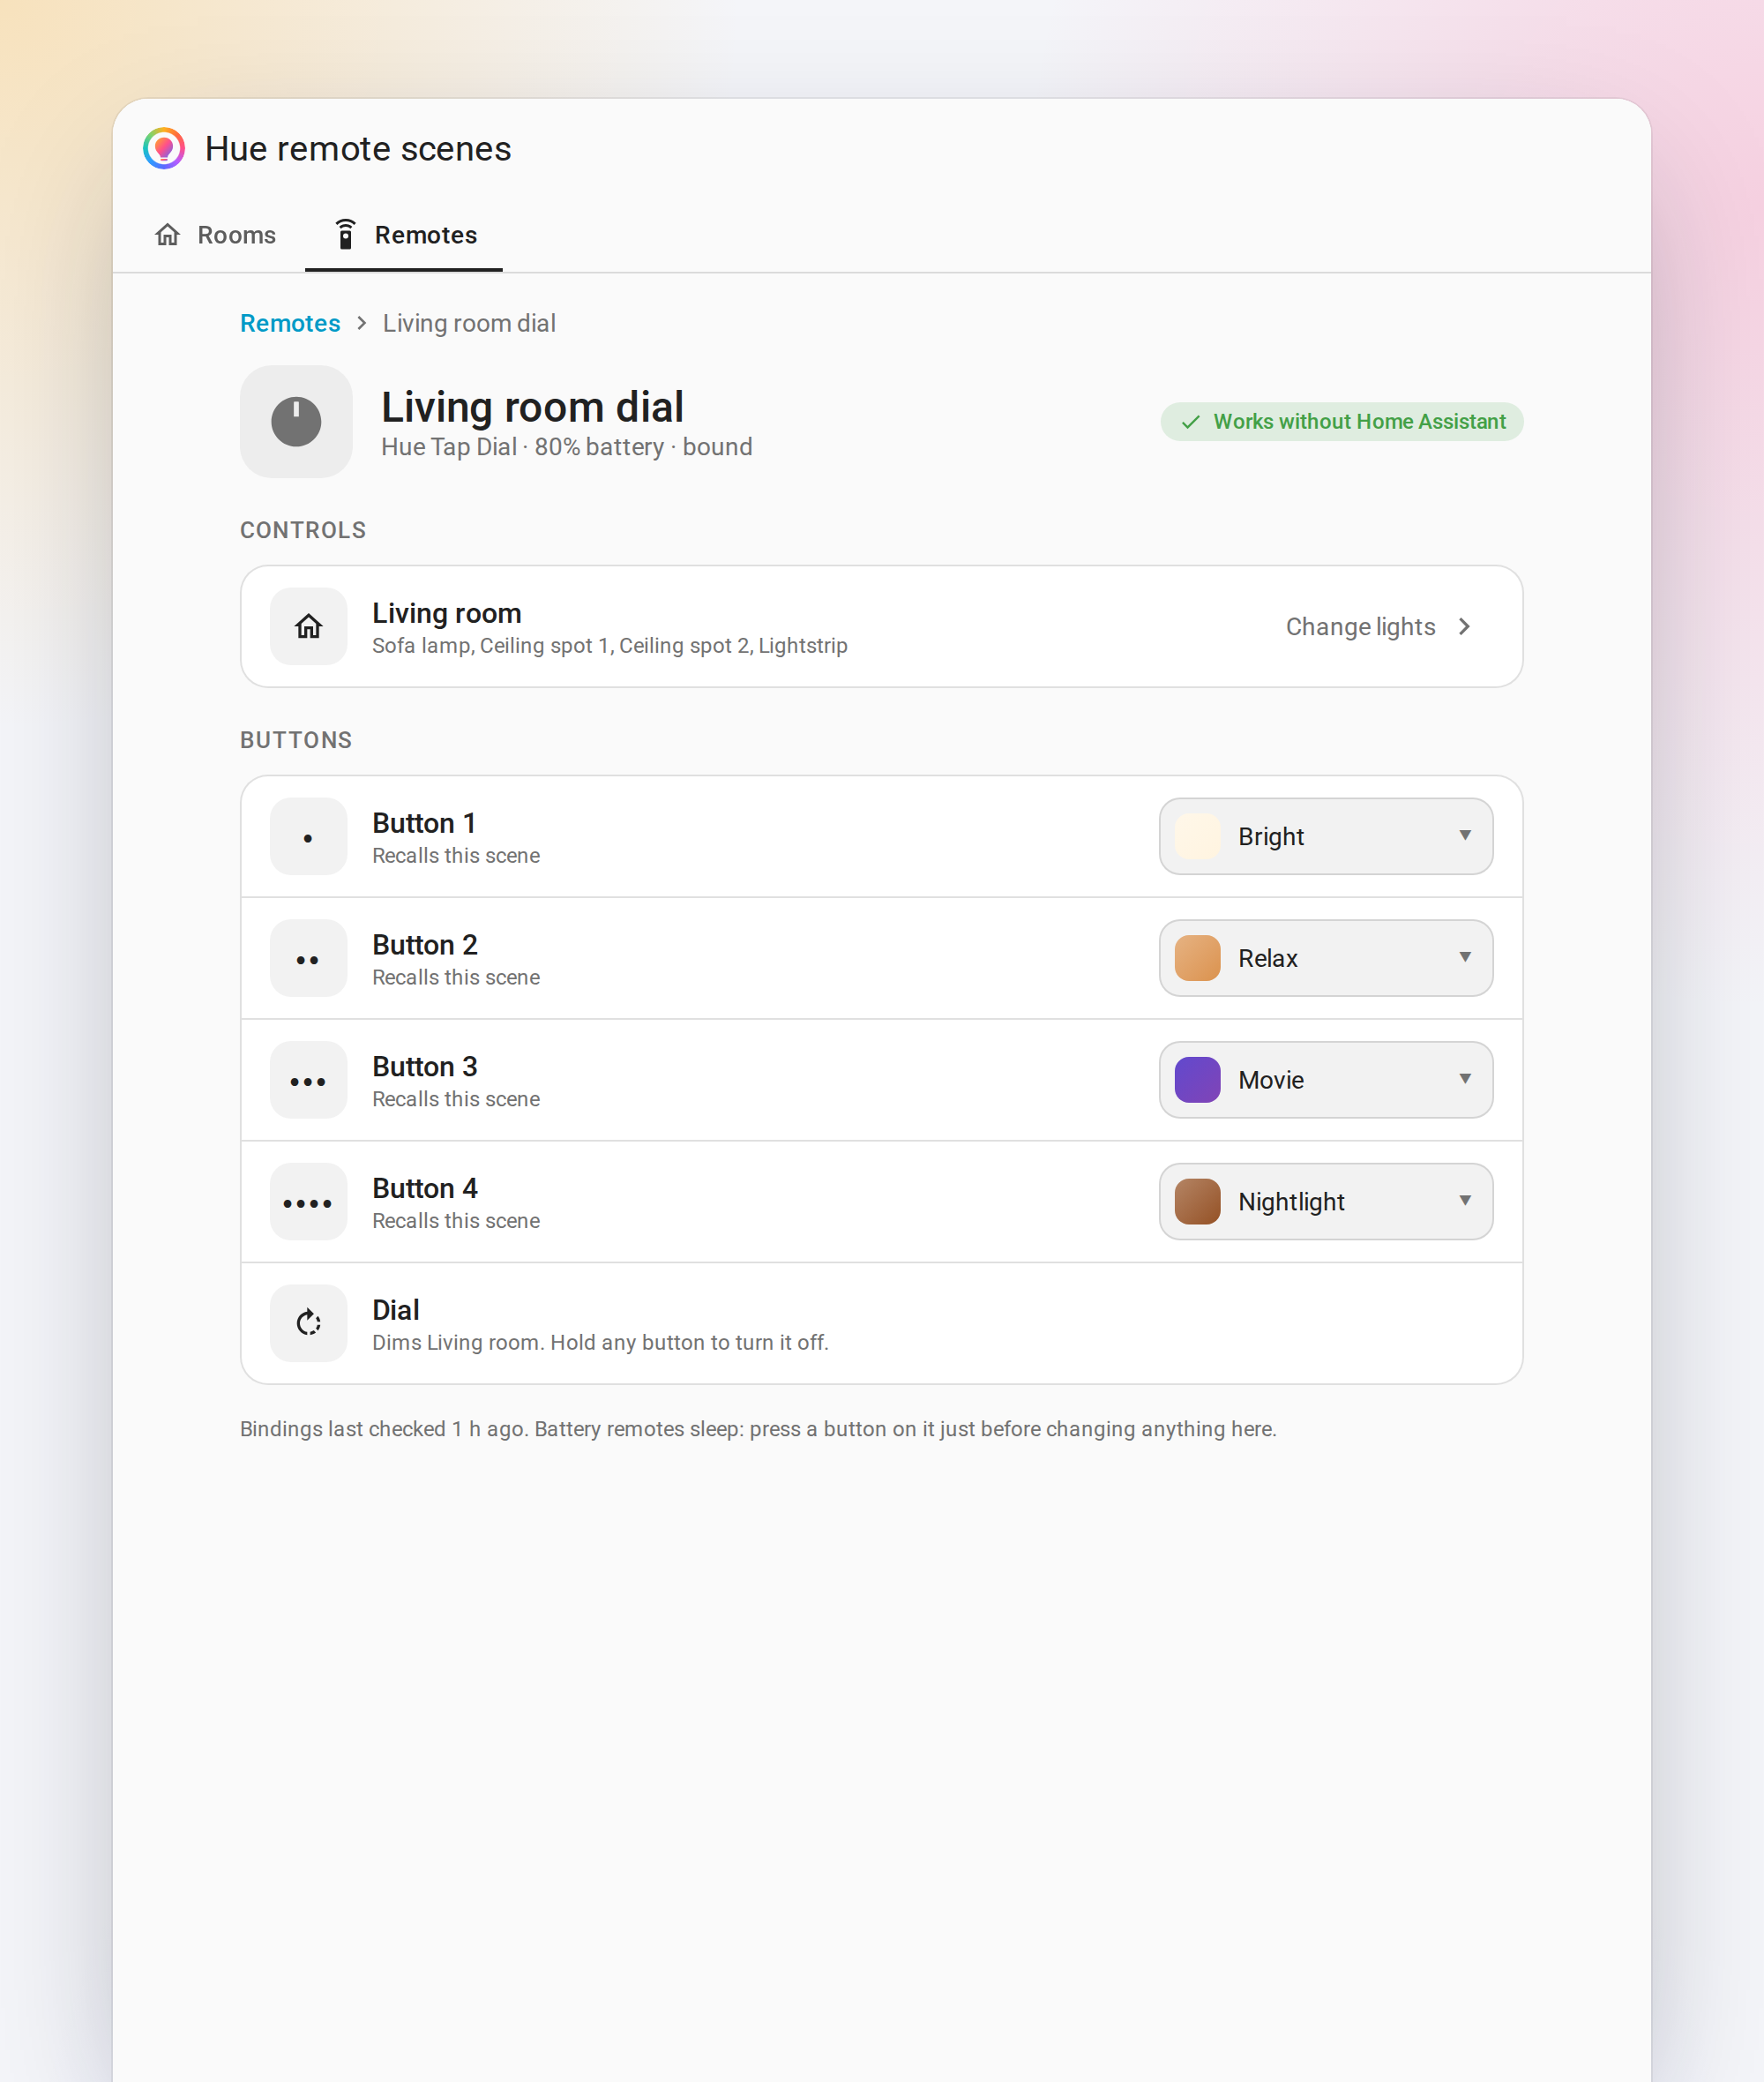 Hue remote scenes
Rooms
Remotes
Remotes > Living room dial
Living room dial
Hue Tap Dial · 80% battery · bound
Works without Home Assistant
CONTROLS
Living room
Sofa lamp, Ceiling spot 1, Ceiling spot 2, Lightstrip
Change lights
BUTTONS
Button 1
Recalls this scene
Bright
Button 2
Recalls this scene
Relax
Button 3
Recalls this scene
Movie
Button 4
Recalls this scene
Nightlight
Dial
Dims Living room. Hold any button to turn it off.
Bindings last checked 1 h ago. Battery remotes sleep: press a button on it just before changing anything here.